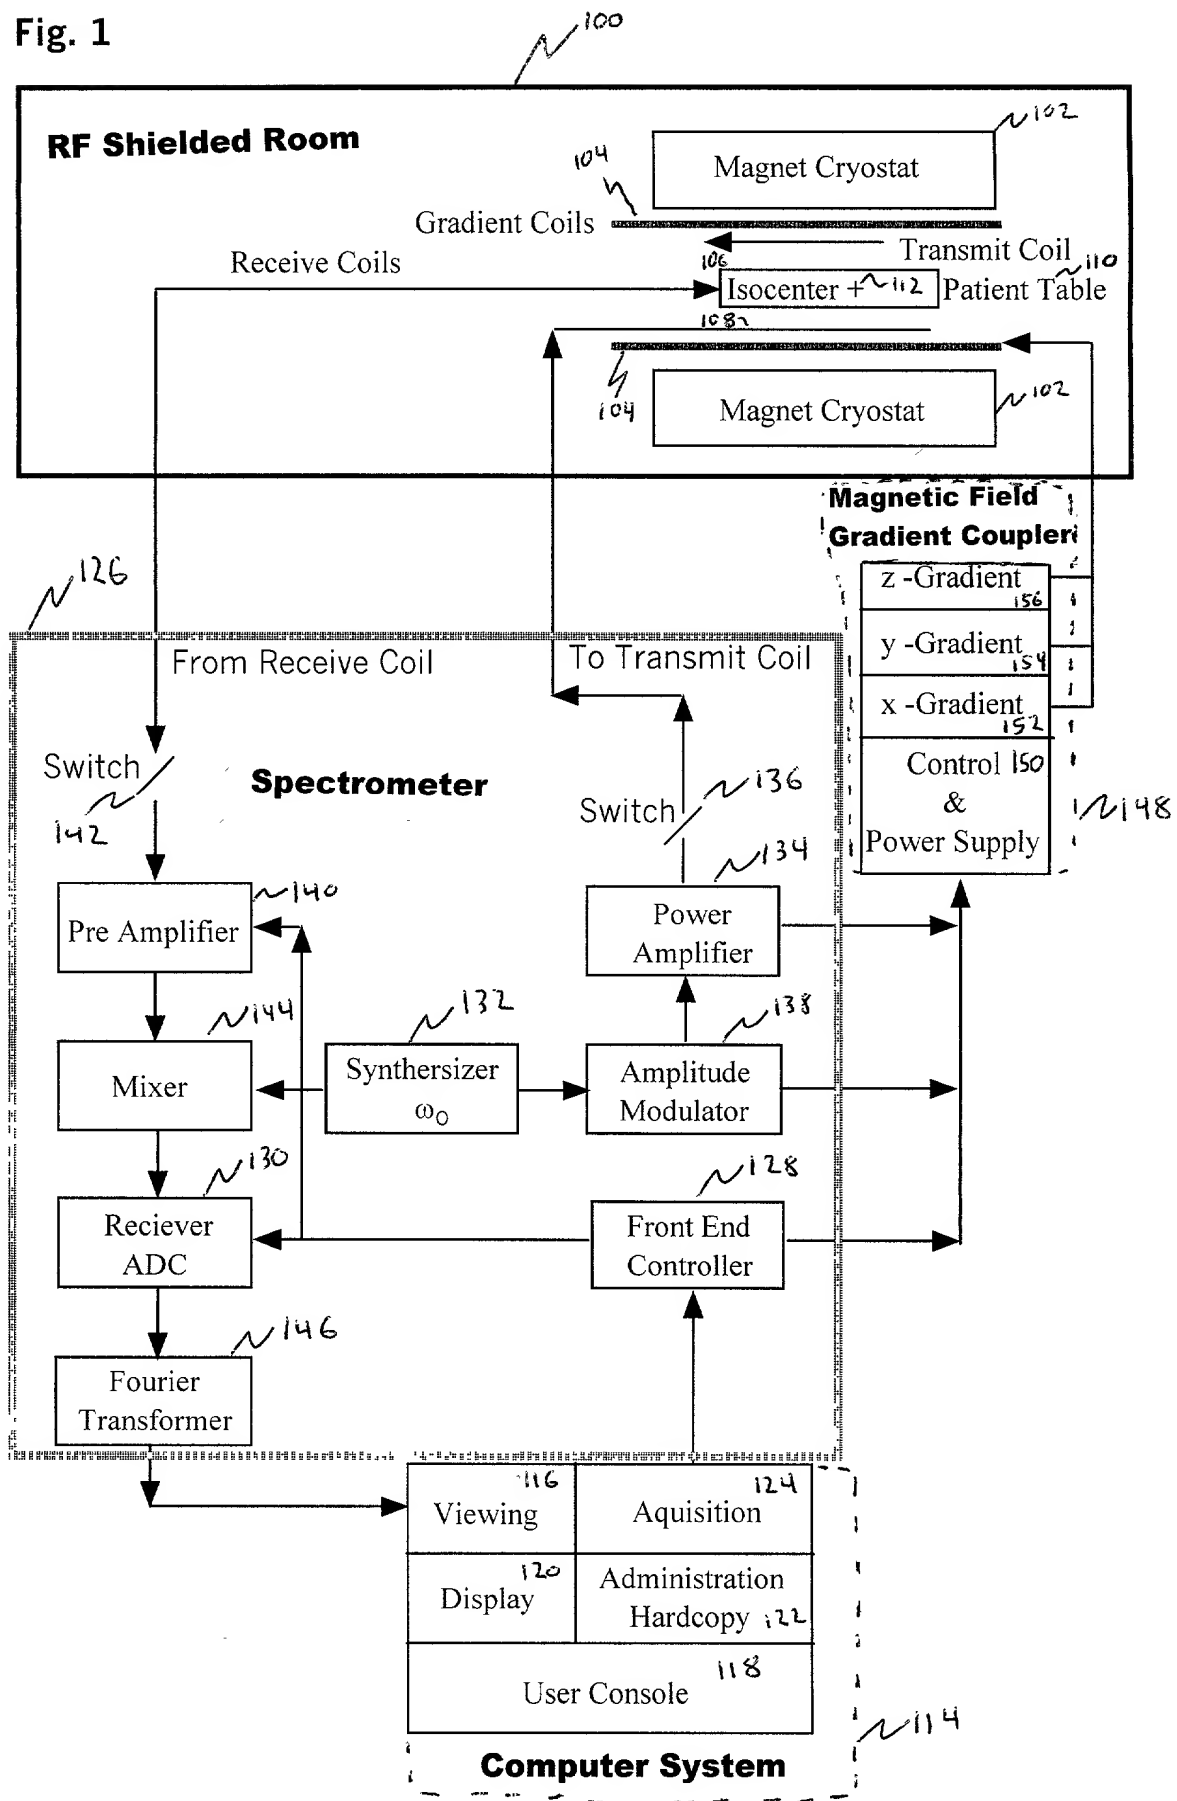 Fig. 1
100
RF Shielded Room
102
Magnet Cryostat
104
Gradient Coils
Transmit Coil
Receive Coils
106
110
Isocenter + 112
Patient Table
108
104
Magnet Cryostat
102
Magnetic Field
Gradient Coupler
z -Gradient
156
y -Gradient
154
x -Gradient
152
Control 150
&
Power Supply
148
126
From Receive Coil
To Transmit Coil
Switch
142
Spectrometer
136
Switch
134
140
Pre Amplifier
Power
Amplifier
144
132
138
Mixer
Synthersizer
ω0
Amplitude
Modulator
130
128
Reciever
ADC
Front End
Controller
146
Fourier
Transformer
116
Viewing
124
Aquisition
120
Display
Administration
Hardcopy 122
118
User Console
114
Computer System